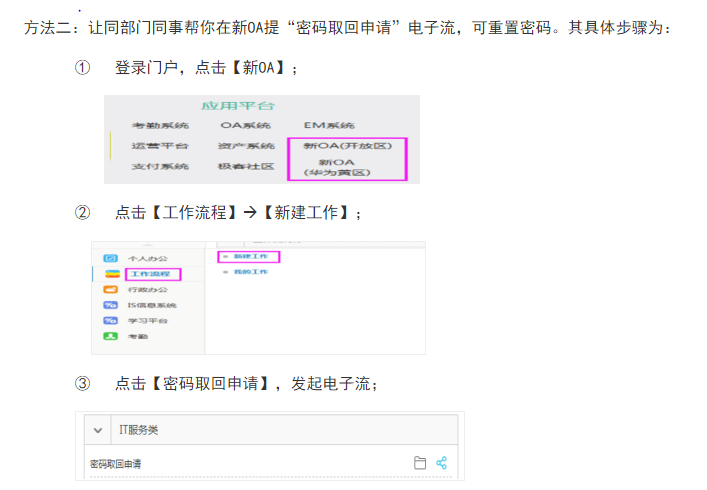 方法二：让同部门同事帮你在新OA提“密码取回申请”电子流，可重置密码。其具体步骤为：
① 登录门户，点击【新OA】；
应用平台
考勤系统 OA系统 EM系统
运营平台 资产系统 新OA(开放区)
支付系统 极春社区 新OA
(华为黄区)
② 点击【工作流程】→【新建工作】；
个人办公 新建工作
工作流程 我的工作
行政办公
IS信息系统
学习平台
考勤
③ 点击【密码取回申请】，发起电子流；
IT服务类
密码取回申请